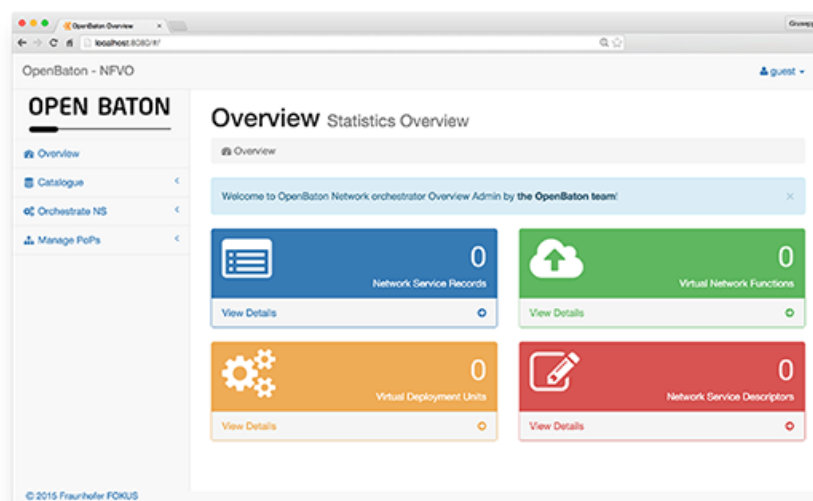 OpenBaton Overview
localhost:8080/#/
OpenBaton - NFVO
guest
OPEN BATON
Overview
Catalogue
Orchestrate NS
Manage PoPs
Overview Statistics Overview
Overview
Welcome to OpenBaton Network orchestrator Overview Admin by the OpenBaton team!
0
Network Service Records
View Details
0
Virtual Network Functions
View Details
0
Virtual Deployment Units
View Details
0
Network Service Descriptors
View Details
© 2015 Fraunhofer FOKUS